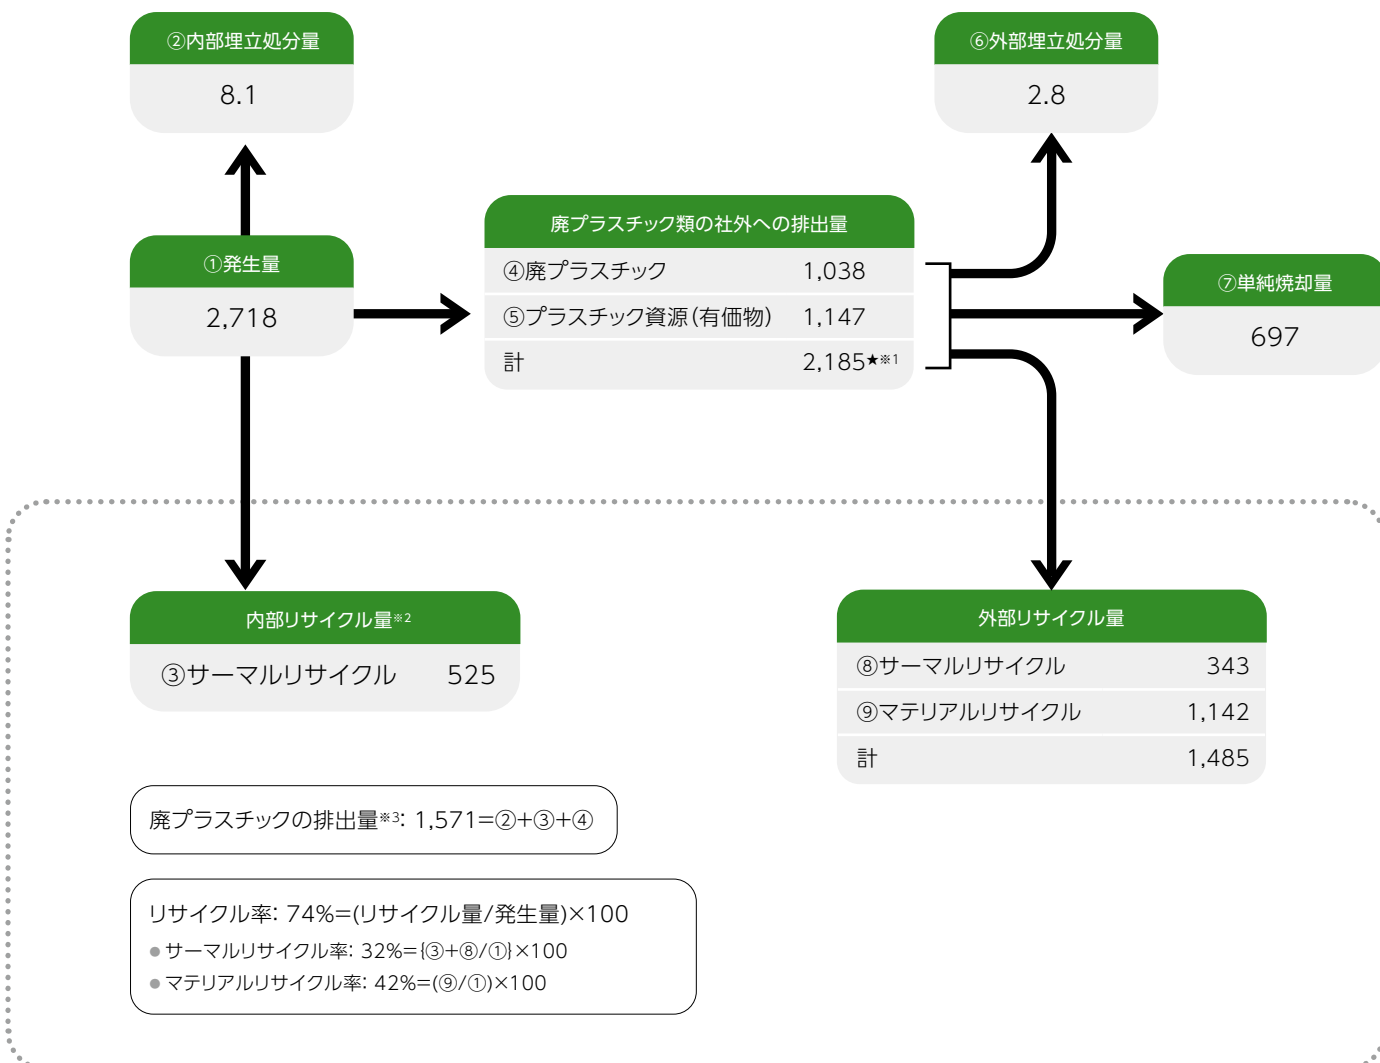 ②内部埋立処分量
8.1
⑥外部埋立処分量
2.8
①発生量
2,718
廃プラスチック類の社外への排出量
④廃プラスチック 1,038
⑤プラスチック資源(有価物) 1,147
計 2,185★※1
⑦単純焼却量
697
内部リサイクル量※2
③サーマルリサイクル 525
外部リサイクル量
⑧サーマルリサイクル 343
⑨マテリアルリサイクル 1,142
計 1,485
廃プラスチックの排出量※3: 1,571=②+③+④
リサイクル率: 74%=(リサイクル量/発生量)×100
● サーマルリサイクル率: 32%={③+⑧/①}×100
● マテリアルリサイクル率: 42%=(⑨/①)×100